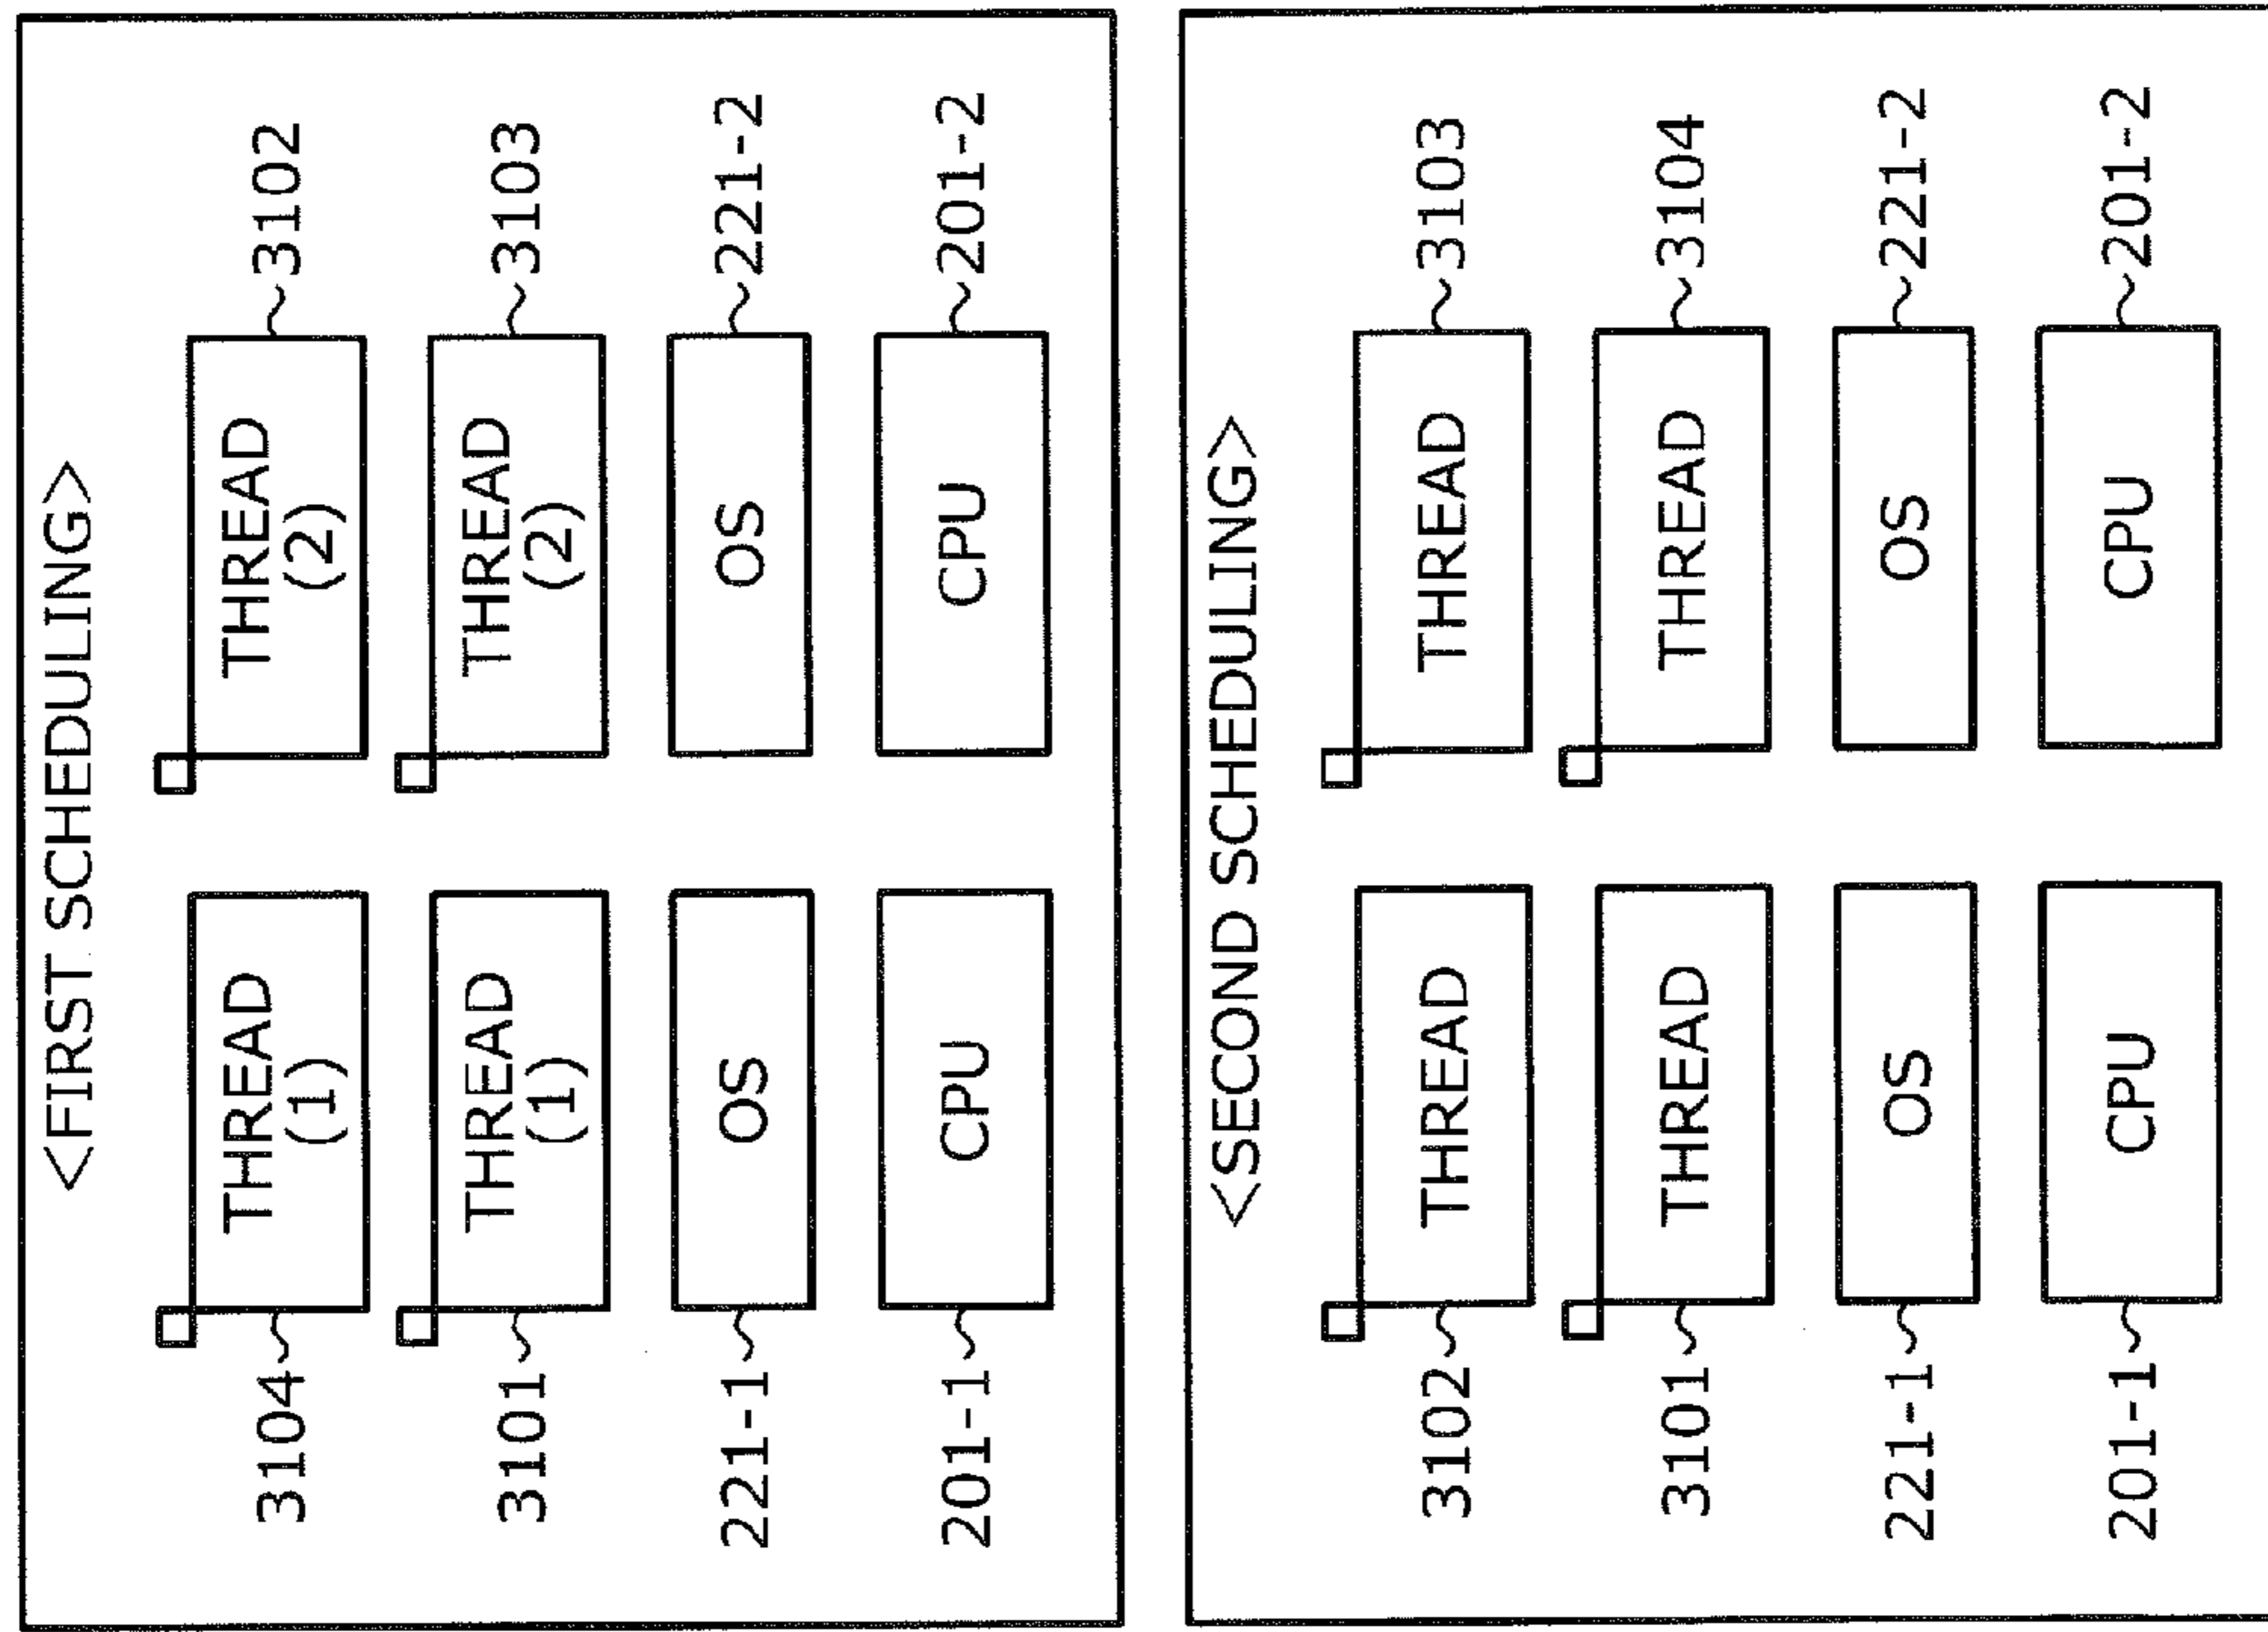 <FIRST SCHEDULING>
3104 THREAD (1) THREAD (2) 3102
3101 THREAD (1) THREAD (2) 3103
221-1 OS OS 221-2
201-1 CPU CPU 201-2
<SECOND SCHEDULING>
3102 THREAD THREAD 3103
3101 THREAD THREAD 3104
221-1 OS OS 221-2
201-1 CPU CPU 201-2